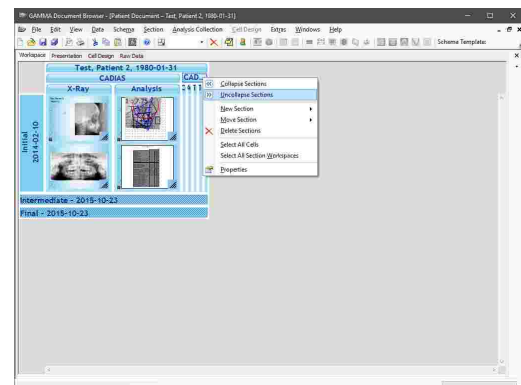 GAMMA Document Browser - [Patient Document - Test, Patient 2, 1980-01-31]
File Edit View Data Schema Section Analysis Collection Cell Design Extras Windows Help
Scheme Template:
Workspace Presentation Cell Design Raw Data
Test, Patient 2, 1980-01-31
CADIAS
CAD...
X-Ray
Analysis
Initial
2014-02-10
Intermediate - 2015-10-23
Final - 2015-10-23
Collapse Sections
Uncollapse Sections
New Section
Move Section
Delete Sections
Select All Cells
Select All Section Workspaces
Properties